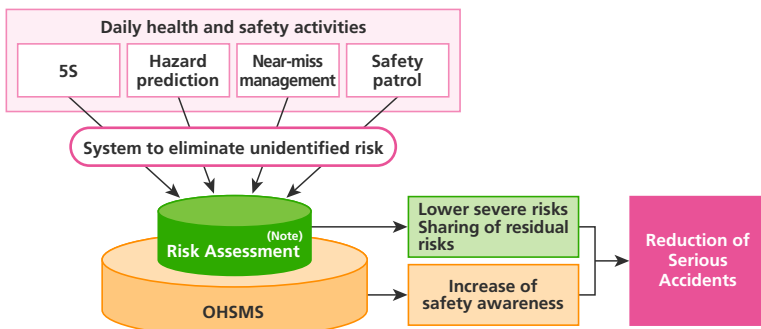 Daily health and safety activities
5S
Hazard
prediction
Near-miss
management
Safety
patrol
System to eliminate unidentified risk
(Note)
Risk Assessment
OHSMS
Lower severe risks
Sharing of residual
risks
Increase of
safety awareness
Reduction of
Serious
Accidents